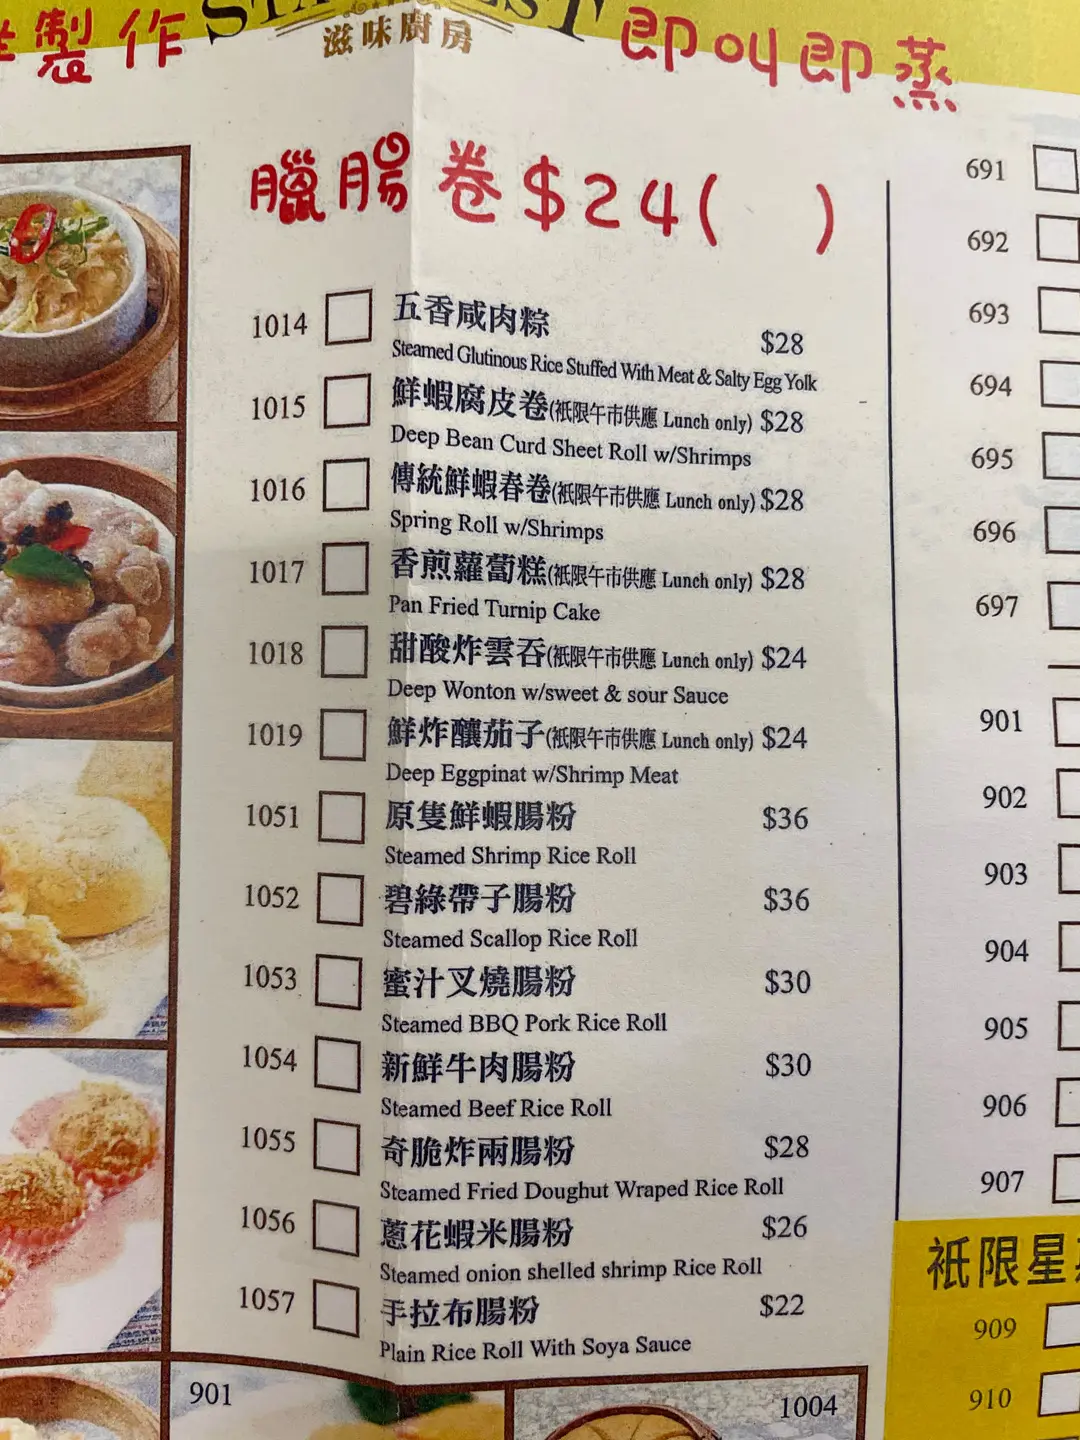 製作
滋味廚房
即叫即蒸
臘腸卷$24( )
1014 五香咸肉粽 $28
Steamed Glutinous Rice Stuffed With Meat & Salty Egg Yolk
1015 鮮蝦腐皮卷(衹限午市供應 Lunch only) $28
Deep Bean Curd Sheet Roll w/Shrimps
1016 傳統鮮蝦春卷(衹限午市供應 Lunch only) $28
Spring Roll w/Shrimps
1017 香煎蘿蔔糕(衹限午市供應 Lunch only) $28
Pan Fried Turnip Cake
1018 甜酸炸雲吞(衹限午市供應 Lunch only) $24
Deep Wonton w/sweet & sour Sauce
1019 鮮炸釀茄子(衹限午市供應 Lunch only) $24
Deep Eggpinat w/Shrimp Meat
1051 原隻鮮蝦腸粉 $36
Steamed Shrimp Rice Roll
1052 碧綠帶子腸粉 $36
Steamed Scallop Rice Roll
1053 蜜汁叉燒腸粉 $30
Steamed BBQ Pork Rice Roll
1054 新鮮牛肉腸粉 $30
Steamed Beef Rice Roll
1055 奇脆炸兩腸粉 $28
Steamed Fried Doughut Wraped Rice Roll
1056 蔥花蝦米腸粉 $26
Steamed onion shelled shrimp Rice Roll
1057 手拉布腸粉 $22
Plain Rice Roll With Soya Sauce
691
692
693
694
695
696
697
901
902
903
904
905
906
907
衹限星
909
910
901
1004